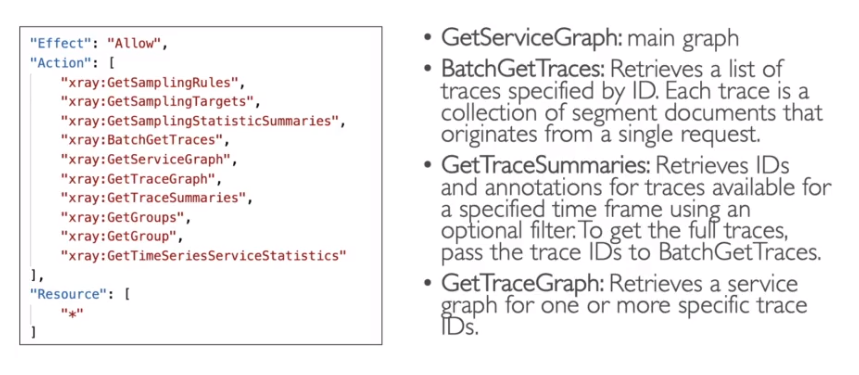 "Effect": "Allow",
"Action": [
"xray:GetSamplingRules",
"xray:GetSamplingTargets",
"xray:GetSamplingStatisticSummaries",
"xray:BatchGetTraces",
"xray:GetServiceGraph",
"xray:GetTraceGraph",
"xray:GetTraceSummaries",
"xray:GetGroups",
"xray:GetGroup",
"xray:GetTimeSeriesServiceStatistics"
],
"Resource": [
"*"
]
• GetServiceGraph: main graph
• BatchGetTraces: Retrieves a list of
traces specified by ID. Each trace is a
collection of segment documents that
originates from a single request.
• GetTraceSummaries: Retrieves IDs
and annotations for traces available for
a specified time frame using an
optional filter. To get the full traces,
pass the trace IDs to BatchGetTraces.
• GetTraceGraph: Retrieves a service
graph for one or more specific trace
IDs.